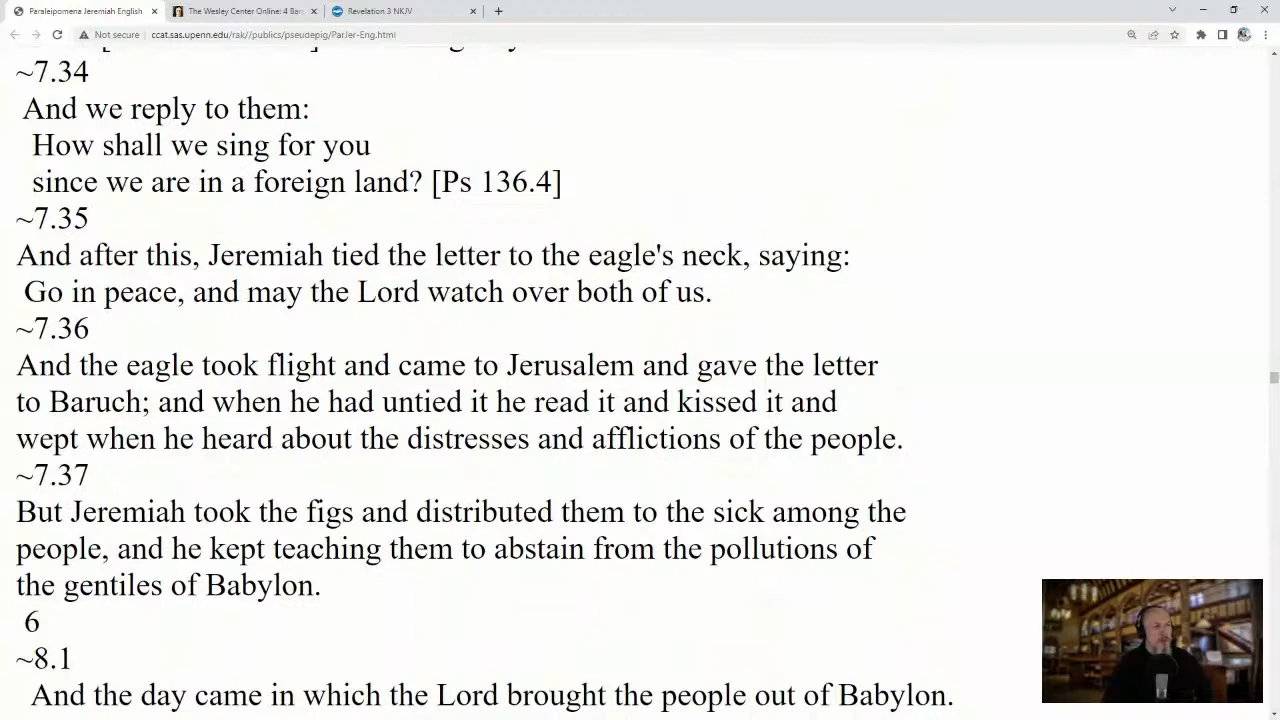 Paraleipomena Jeremiah English
The Wesley Center Online: 4 Bar
Revelation 3 NKJV
Not secure
ccat.sas.upenn.edu/rak//publics/pseudepig/ParJer-Eng.html
~7.34
And we reply to them:
How shall we sing for you
since we are in a foreign land? [Ps 136.4]
~7.35
And after this, Jeremiah tied the letter to the eagle's neck, saying:
Go in peace, and may the Lord watch over both of us.
~7.36
And the eagle took flight and came to Jerusalem and gave the letter
to Baruch; and when he had untied it he read it and kissed it and
wept when he heard about the distresses and afflictions of the people.
~7.37
But Jeremiah took the figs and distributed them to the sick among the
people, and he kept teaching them to abstain from the pollutions of
the gentiles of Babylon.
6
~8.1
And the day came in which the Lord brought the people out of Babylon.